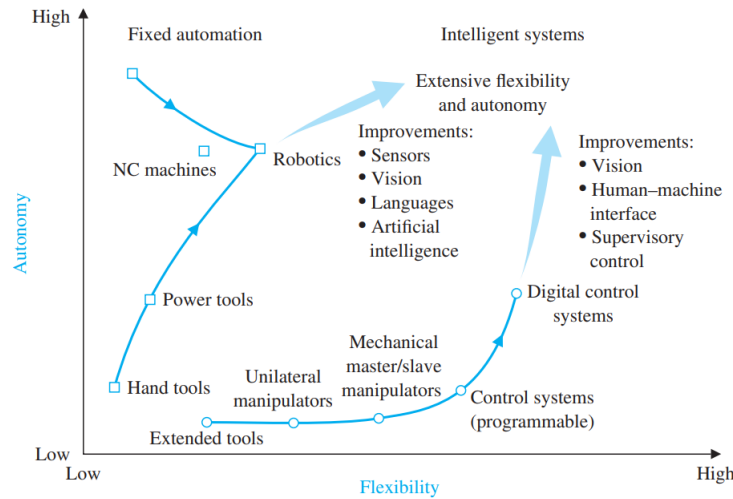 High
Fixed automation
Intelligent systems
Extensive flexibility
and autonomy
Improvements:
• Sensors
• Vision
• Languages
• Artificial
intelligence
Improvements:
• Vision
• Human–machine
interface
• Supervisory
control
NC machines
Robotics
Autonomy
Power tools
Digital control
systems
Mechanical
master/slave
manipulators
Unilateral
manipulators
Hand tools
Control systems
(programmable)
Extended tools
Low
Low
Flexibility
High